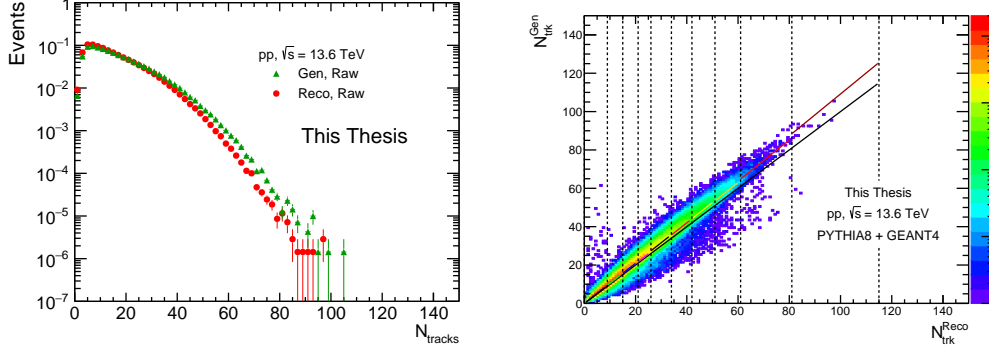 Events
10⁻¹
10⁻²
10⁻³
10⁻⁴
10⁻⁵
10⁻⁶
10⁻⁷
pp, √s = 13.6 TeV
Gen, Raw
Reco, Raw
This Thesis
0 20 40 60 80 100 120 140
N_tracks
N_trk^Gen
140
120
100
80
60
40
20
0
This Thesis
pp, √s = 13.6 TeV
PYTHIA8 + GEANT4
0 20 40 60 80 100 120 140
N_trk^Reco